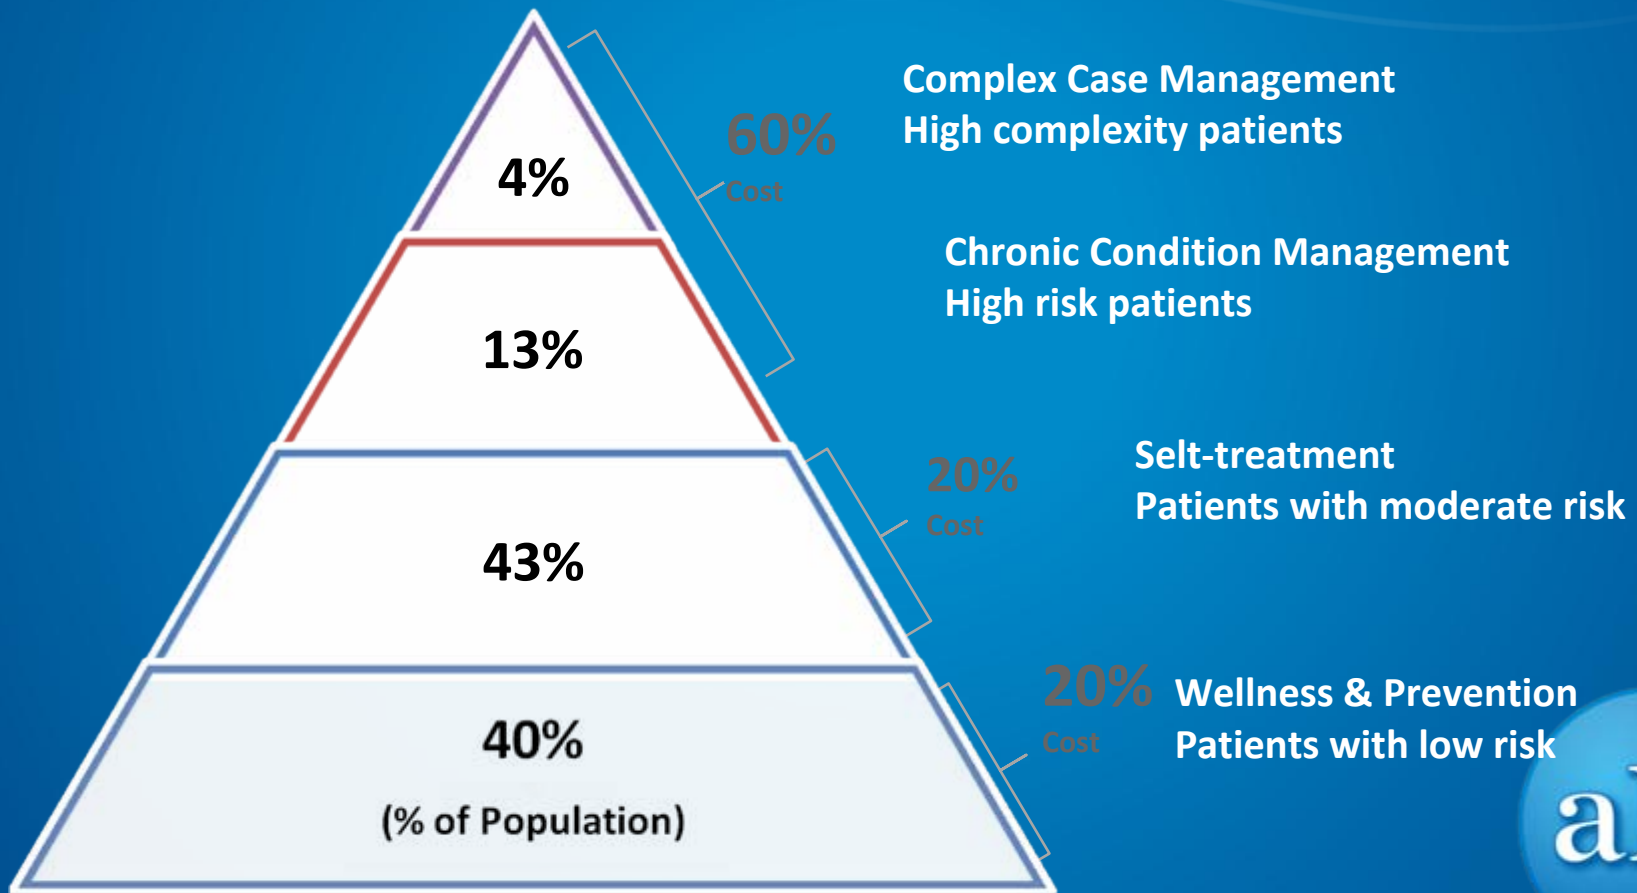 Complex Case Management
High complexity patients
60%
Cost
4%
Chronic Condition Management
High risk patients
13%
Selt-treatment
Patients with moderate risk
20%
Cost
43%
20%
Cost
Wellness & Prevention
Patients with low risk
40%
(% of Population)